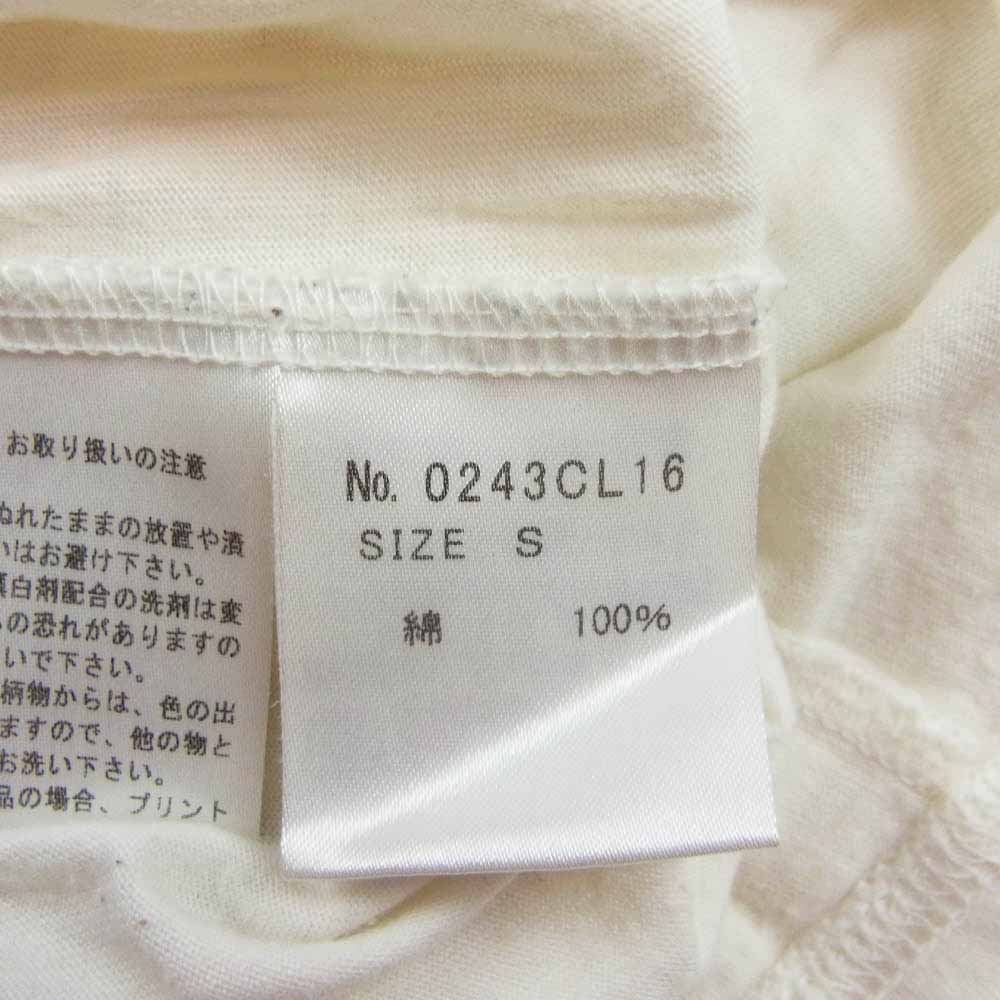 お取り扱いの注意
ぬれたままの放置や漬
いはお避け下さい。
白剤配合の洗剤は変
の恐れがありますの
いで下さい。
柄物からは、色の出
ますので、他の物と
お洗い下さい。
品の場合、プリント
No. 0243CL16
SIZE S
綿 100%